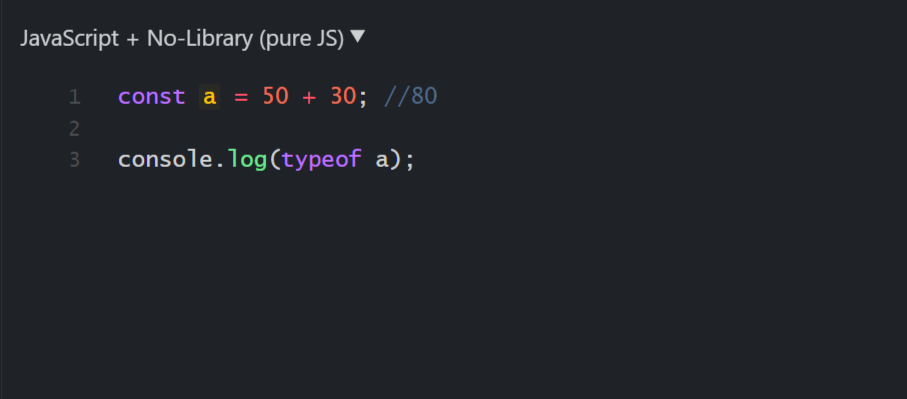 JavaScript + No-Library (pure JS) ▼
1 const a = 50 + 30; //80
2
3 console.log(typeof a);